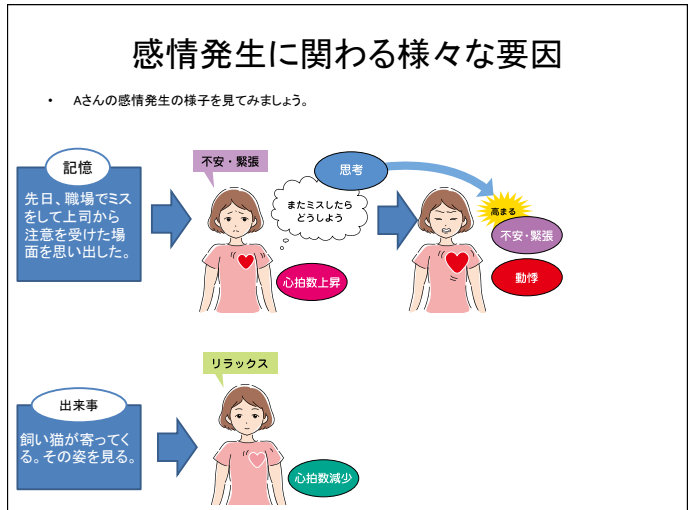 感情発生に関わる様々な要因
• Aさんの感情発生の様子を見てみましょう。
記憶
先日、職場でミス
をして上司から
注意を受けた場
面を思い出した。
不安・緊張
思考
またミスしたら
どうしよう
心拍数上昇
高まる
不安・緊張
動悸
リラックス
出来事
飼い猫が寄ってく
る。その姿を見る。
心拍数減少